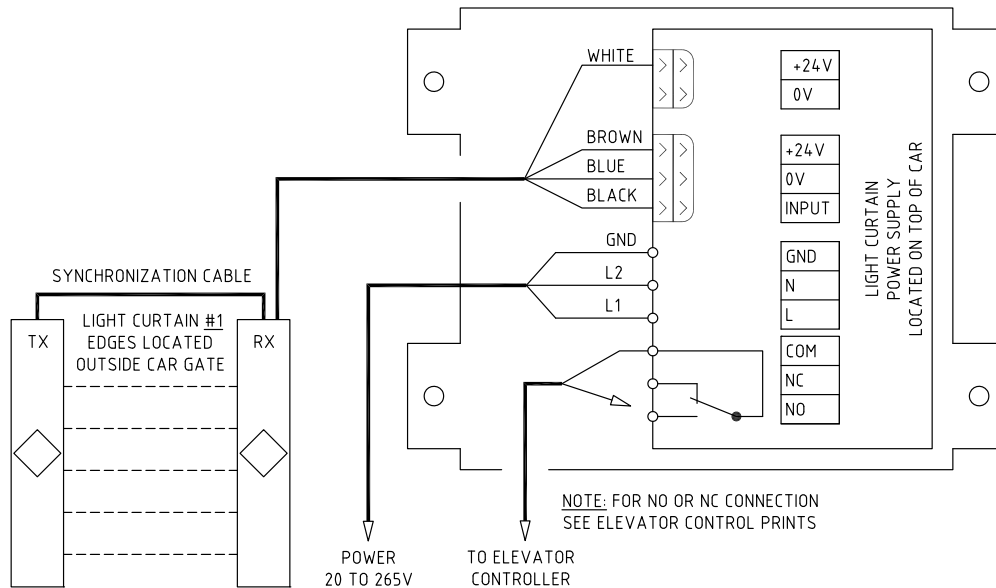 WHITE
+24V
0V
BROWN
BLUE
BLACK
+24V
0V
INPUT
GND
L2
L1
GND
N
L
COM
NC
NO
LIGHT CURTAIN
POWER SUPPLY
LOCATED ON TOP OF CAR
SYNCHRONIZATION CABLE
TX
LIGHT CURTAIN #1
EDGES LOCATED
OUTSIDE CAR GATE
RX
NOTE: FOR NO OR NC CONNECTION
SEE ELEVATOR CONTROL PRINTS
POWER
20 TO 265V
TO ELEVATOR
CONTROLLER